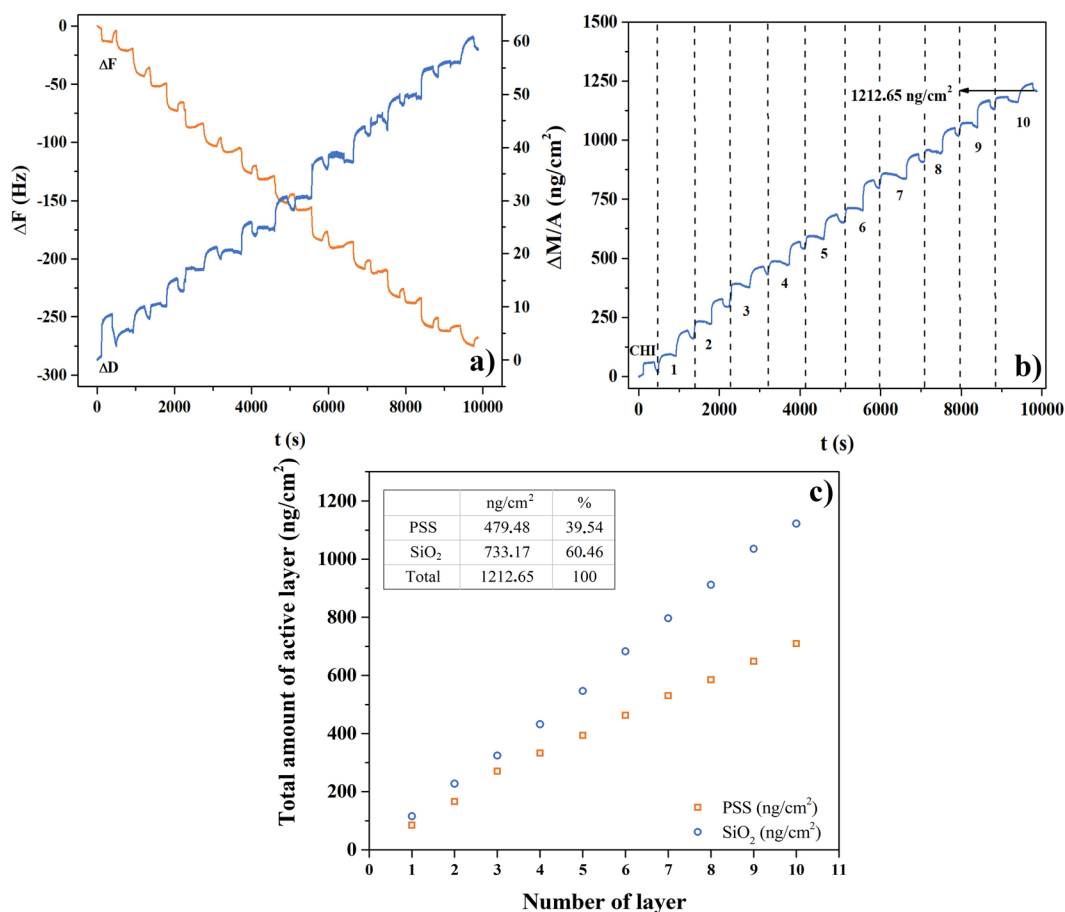 0
-50
-100
-150
-200
-250
-300
ΔF (Hz)
ΔF
ΔD
a)
60
50
40
30
20
10
0
ΔM/A (ng/cm²)
0 2000 4000 6000 8000 10000
t (s)
1500
1250
1000
750
500
250
0
b)
1212.65 ng/cm²
CHI
1
2
3
4
5
6
7
8
9
10
0 2000 4000 6000 8000 10000
t (s)
Total amount of active layer (ng/cm²)
1200
1000
800
600
400
200
0
c)
ng/cm² %
PSS 479.48 39.54
SiO₂ 733.17 60.46
Total 1212.65 100
PSS (ng/cm²)
SiO₂ (ng/cm²)
0 1 2 3 4 5 6 7 8 9 10 11
Number of layer